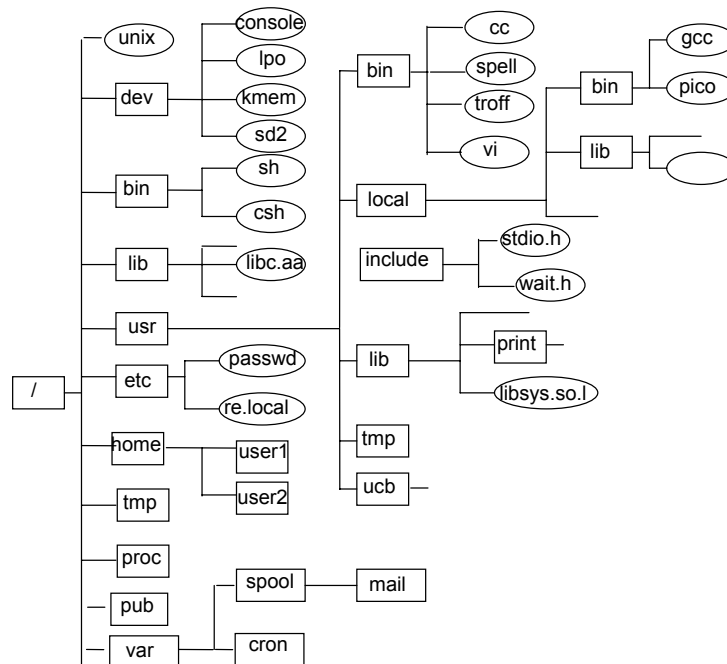 /
unix
dev
console
lpo
kmem
sd2
bin
sh
csh
lib
libc.aa
usr
bin
cc
spell
troff
vi
local
bin
gcc
pico
lib
include
stdio.h
wait.h
lib
print
libsys.so.l
tmp
ucb
etc
passwd
re.local
home
user1
user2
tmp
proc
pub
var
spool
mail
cron